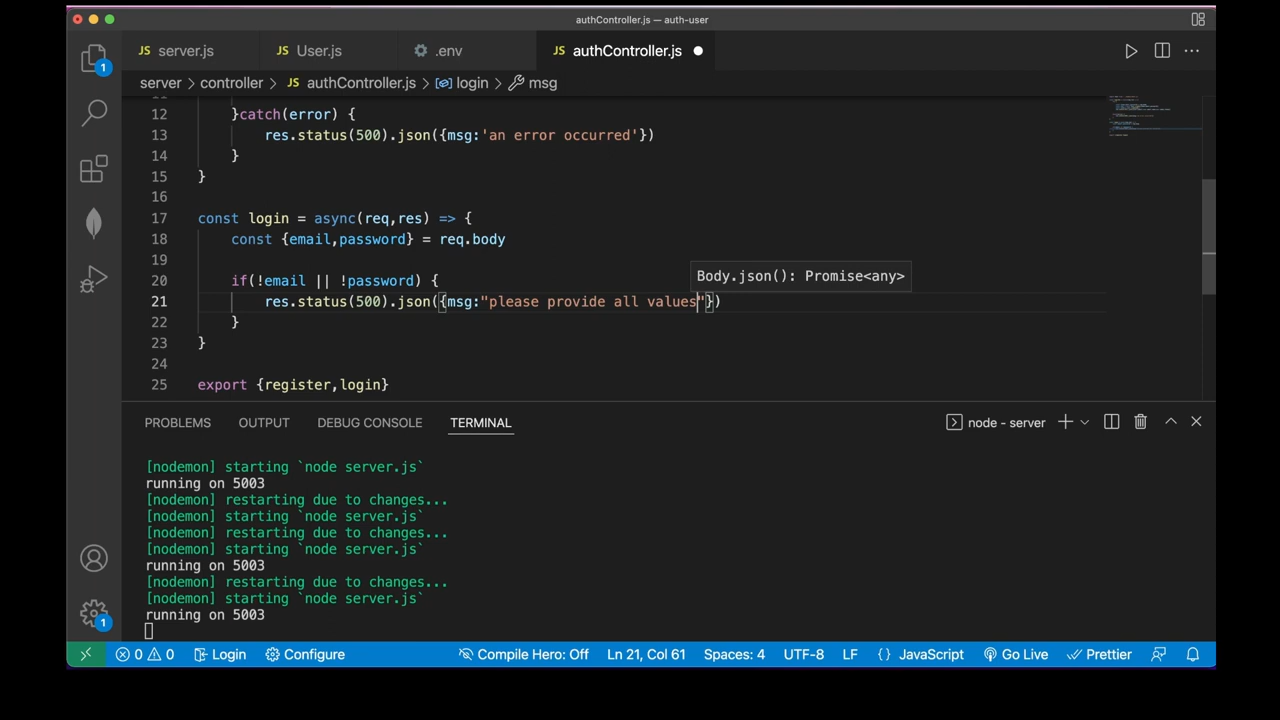 authController.js — auth-user
JS server.js
JS User.js
.env
JS authController.js
server > controller > JS authController.js > login > msg
12 }catch(error) {
13 res.status(500).json({msg:'an error occurred'})
14 }
15 }
16
17 const login = async(req,res) => {
18 const {email,password} = req.body
19
20 if(!email || !password) {
Body.json(): Promise<any>
21 res.status(500).json({msg:"please provide all values"})
22 }
23 }
24
25 export {register,login}
1
PROBLEMS OUTPUT DEBUG CONSOLE TERMINAL
node - server
[nodemon] starting `node server.js`
running on 5003
[nodemon] restarting due to changes...
[nodemon] starting `node server.js`
[nodemon] restarting due to changes...
[nodemon] starting `node server.js`
running on 5003
[nodemon] restarting due to changes...
[nodemon] starting `node server.js`
running on 5003
1
0 0 Login Configure Compile Hero: Off Ln 21, Col 61 Spaces: 4 UTF-8 LF {} JavaScript Go Live Prettier